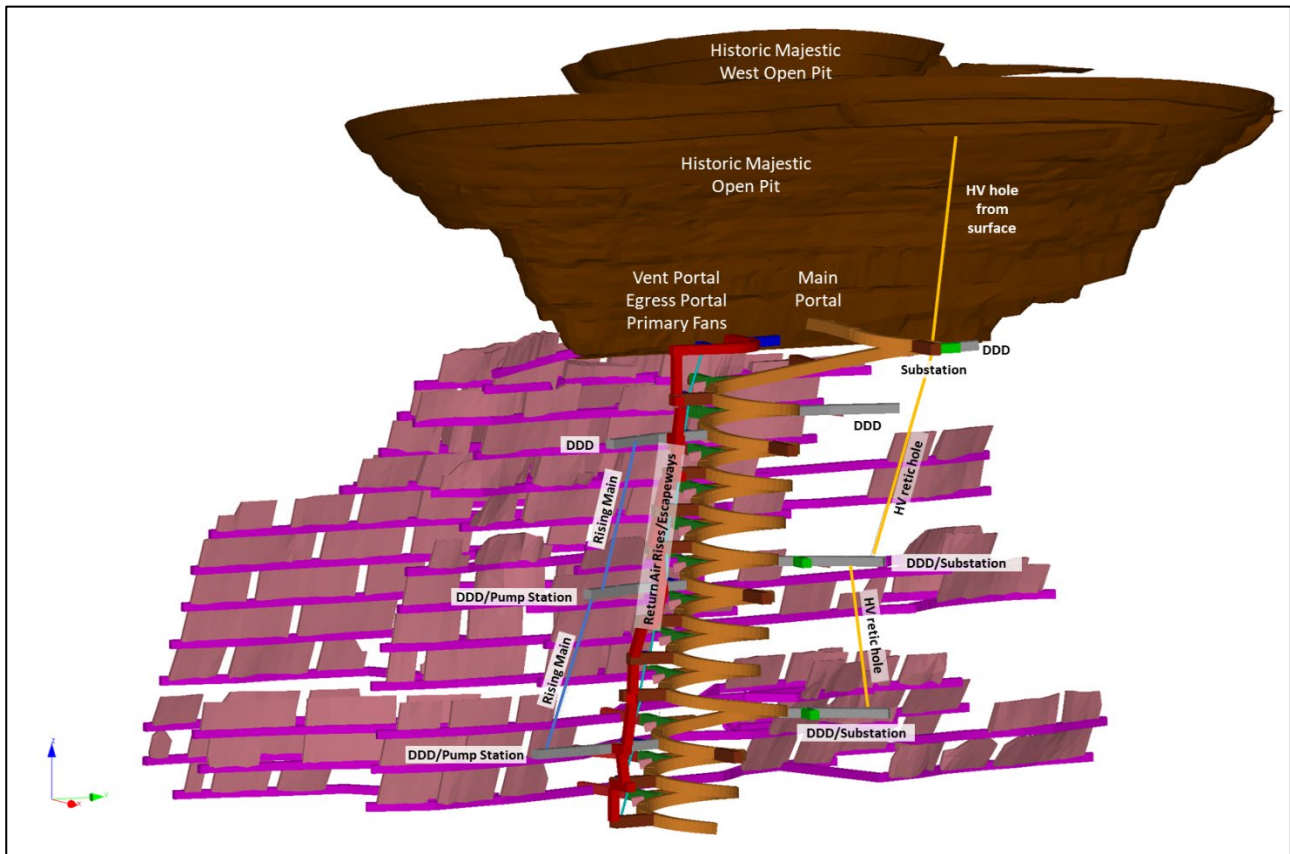 Historic Majestic
West Open Pit
Historic Majestic
Open Pit
HV hole
from
surface
Vent Portal
Egress Portal
Primary Fans
Main
Portal
DDD
Substation
DDD
DDD
Rising Main
Return Air Rises/Escapeways
HV retic hole
DDD/Substation
DDD/Pump Station
HV retic hole
Rising Main
DDD/Substation
DDD/Pump Station
Z
Y
X